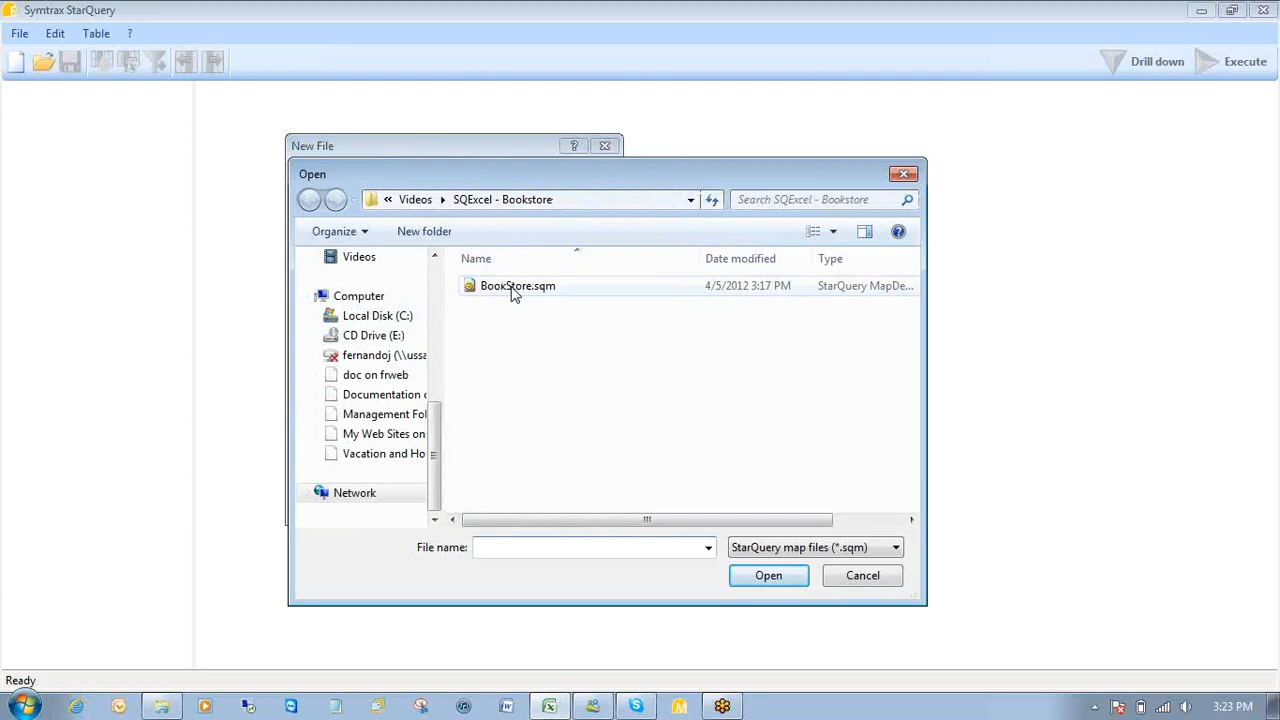 Symtrax StarQuery
File Edit Table ?
Drill down Execute
New File
Open
« Videos SQExcel - Bookstore Search SQExcel - Bookstore
Organize New folder
Videos
Computer
Local Disk (C:)
CD Drive (E:)
fernandoj (\\ussa
doc on frweb
Documentation o
Management Fol
My Web Sites on
Vacation and Ho
Network
Name Date modified Type
BookStore.sqm 4/5/2012 3:17 PM StarQuery MapDe...
File name: StarQuery map files (*.sqm)
Open Cancel
Ready
3:23 PM